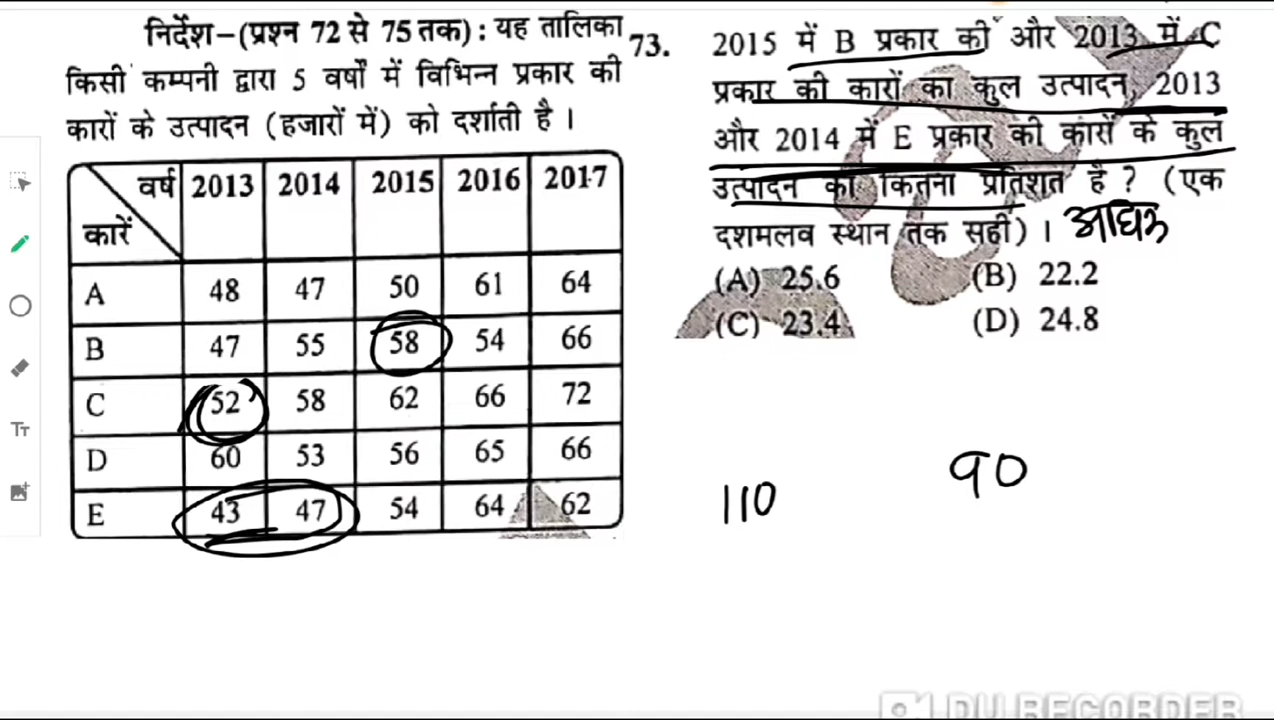 निर्देश–(प्रश्न 72 से 75 तक) : यह तालिका
किसी कम्पनी द्वारा 5 वर्षों में विभिन्न प्रकार की
कारों के उत्पादन (हजारों में) को दर्शाती है ।
वर्ष 2013 2014 2015 2016 2017
कारें
A 48 47 50 61 64
B 47 55 58 54 66
C 52 58 62 66 72
D 60 53 56 65 66
E 43 47 54 64 62
73. 2015 में B प्रकार की और 2013 में C
प्रकार की कारों का कुल उत्पादन, 2013
और 2014 में E प्रकार की कारों के कुल
उत्पादन का कितना प्रतिशत है ? (एक
दशमलव स्थान तक सही) । अधिक
(A) 25.6 (B) 22.2
(C) 23.4 (D) 24.8
110 90
Tт
DU RECORDER